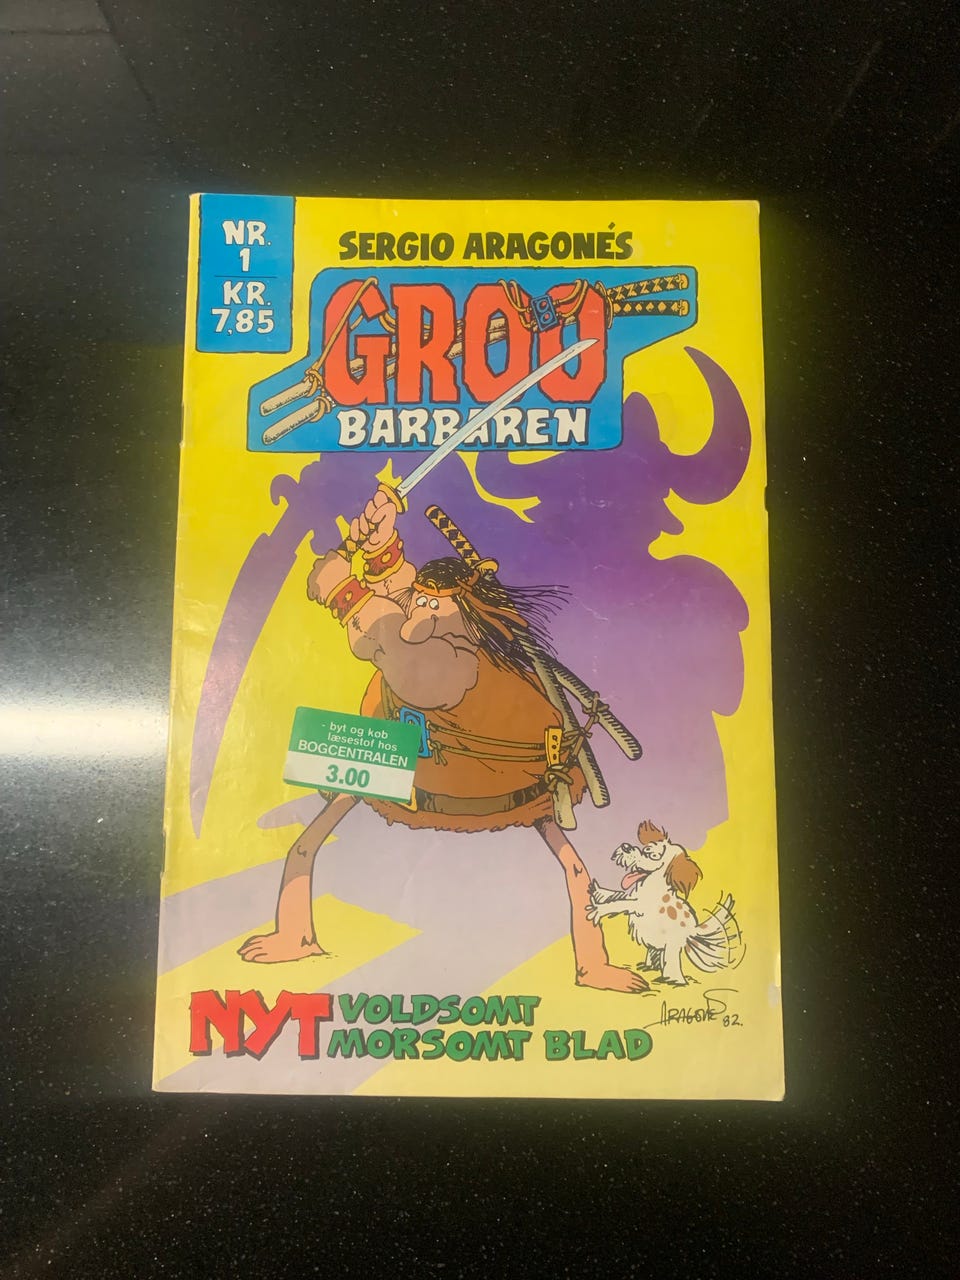 NR.
1
KR.
7,85
SERGIO ARAGONÉS
GROO
BARBAREN
- byt og køb
læsestof hos
BOGCENTRALEN
3.00
NYT VOLDSOMT
MORSOMT BLAD
ARAGONÉS
82.